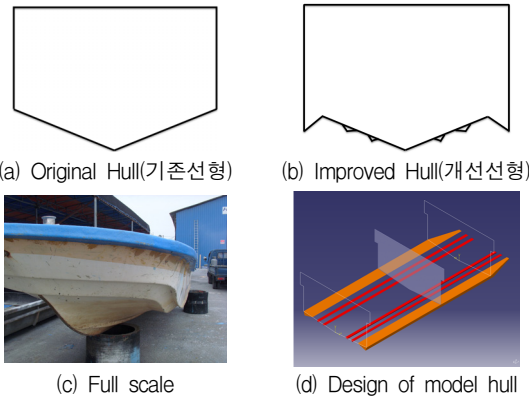 (a) Original Hull(기존선형)
(b) Improved Hull(개선선형)
(c) Full scale
(d) Design of model hull